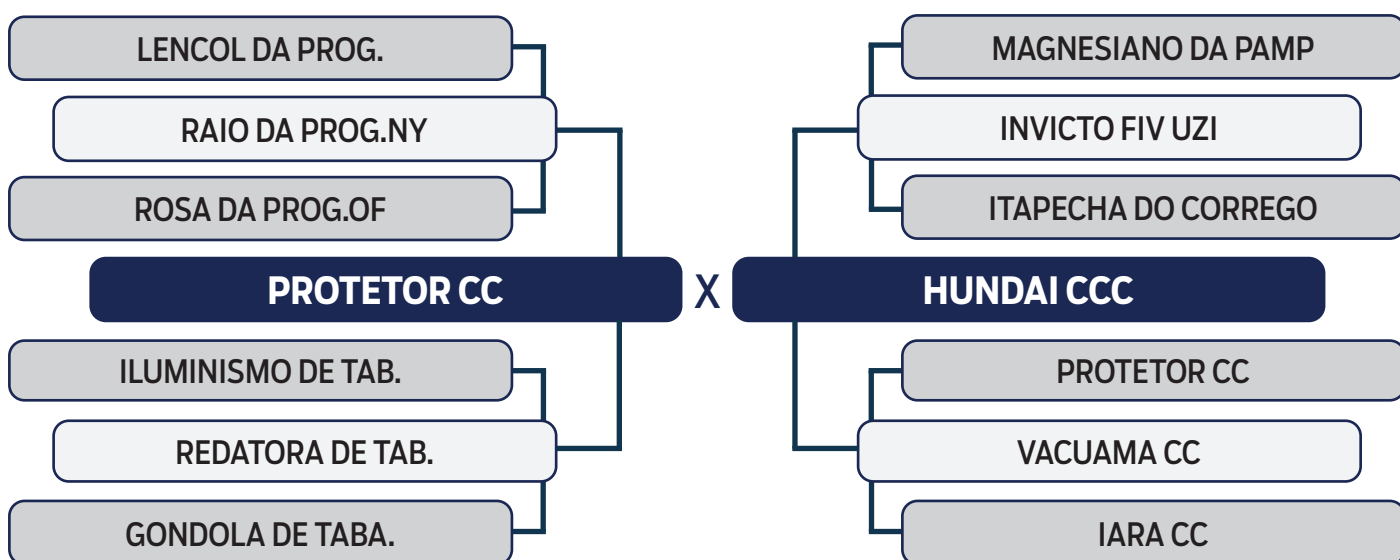 LENCOL DA PROG.
RAIO DA PROG.NY
ROSA DA PROG.OF
PROTETOR CC
ILUMINISMO DE TAB.
REDATORA DE TAB.
GONDOLA DE TABA.
X
MAGNESIANO DA PAMP
INVICTO FIV UZI
ITAPECHA DO CORREGO
HUNDAI CCC
PROTETOR CC
VACUAMA CC
IARA CC